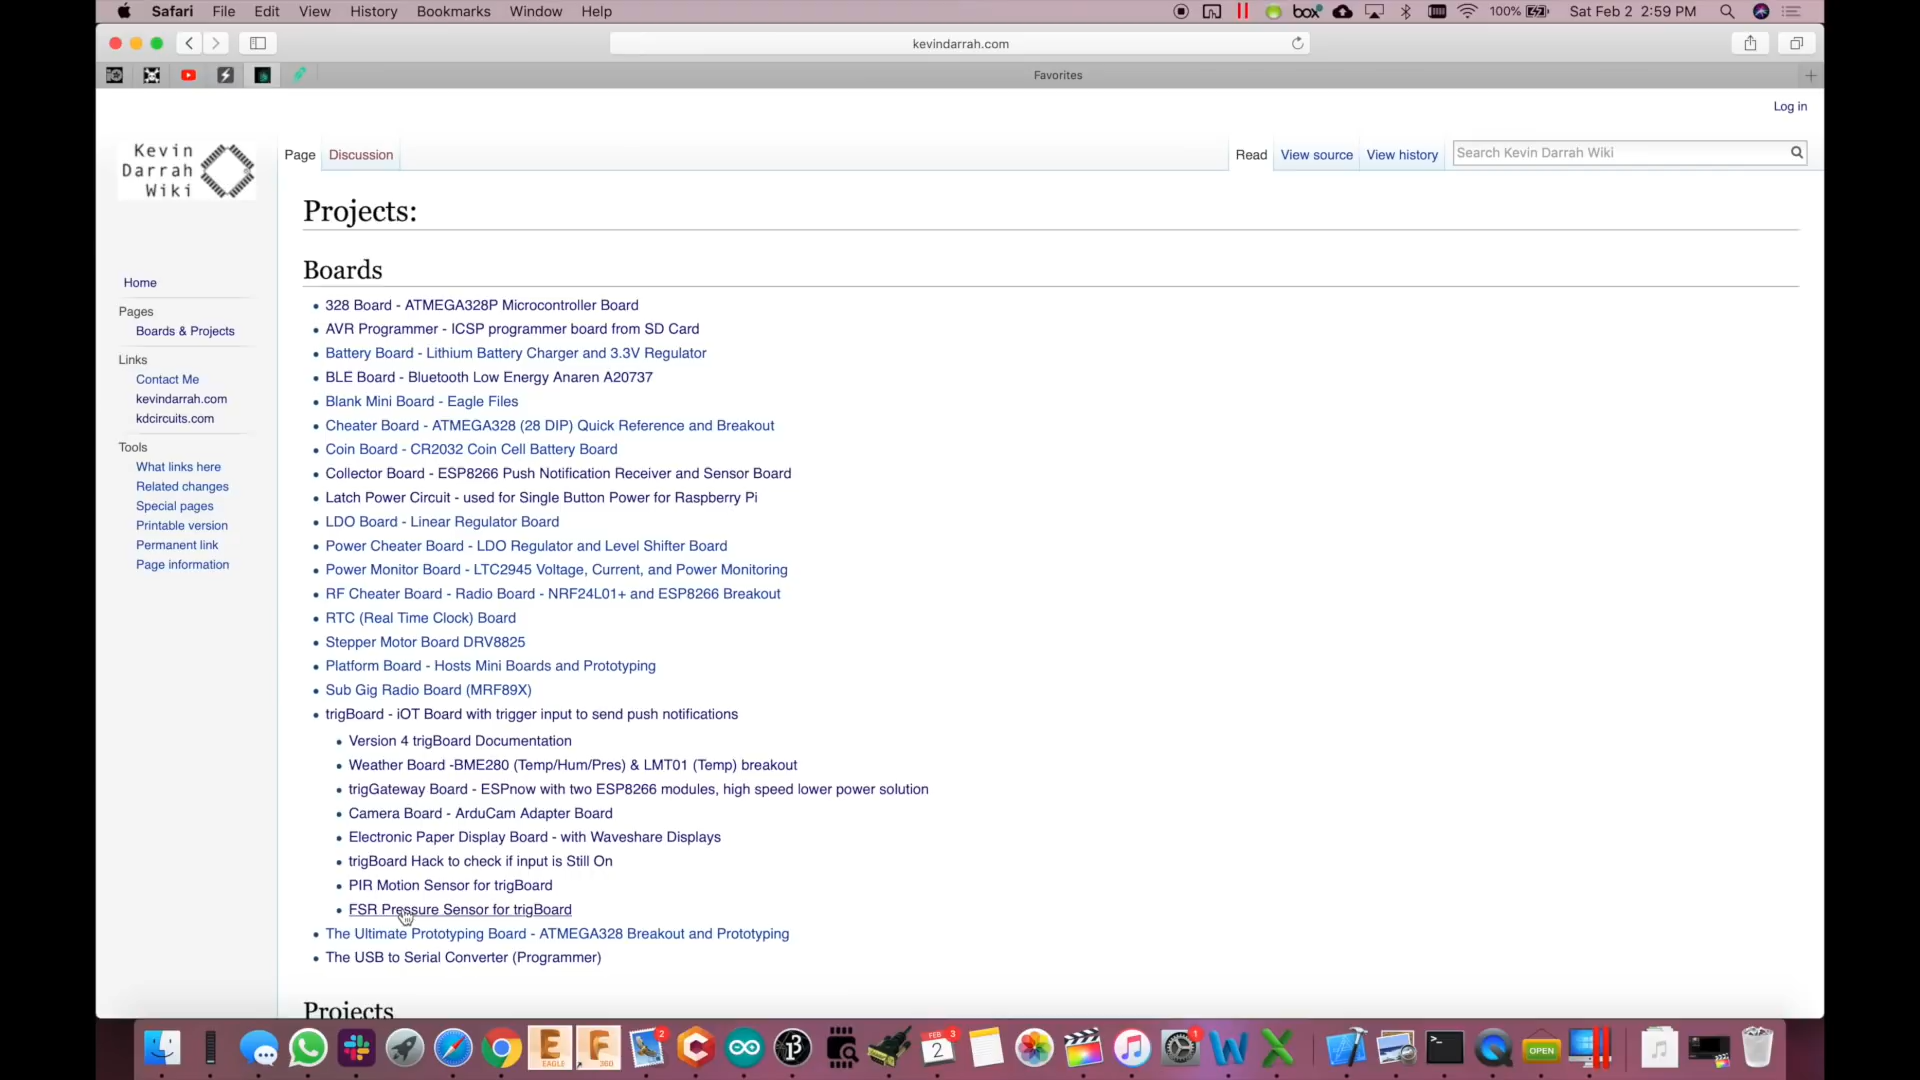 Safari File Edit View History Bookmarks Window Help box 100% Sat Feb 2 2:59 PM
kevindarrah.com
Favorites
Log in
Kevin
Darrah
Wiki
Page Discussion Read View source View history Search Kevin Darrah Wiki
Projects:
Boards
328 Board - ATMEGA328P Microcontroller Board
AVR Programmer - ICSP programmer board from SD Card
Battery Board - Lithium Battery Charger and 3.3V Regulator
BLE Board - Bluetooth Low Energy Anaren A20737
Blank Mini Board - Eagle Files
Cheater Board - ATMEGA328 (28 DIP) Quick Reference and Breakout
Coin Board - CR2032 Coin Cell Battery Board
Collector Board - ESP8266 Push Notification Receiver and Sensor Board
Latch Power Circuit - used for Single Button Power for Raspberry Pi
LDO Board - Linear Regulator Board
Power Cheater Board - LDO Regulator and Level Shifter Board
Power Monitor Board - LTC2945 Voltage, Current, and Power Monitoring
RF Cheater Board - Radio Board - NRF24L01+ and ESP8266 Breakout
RTC (Real Time Clock) Board
Stepper Motor Board DRV8825
Platform Board - Hosts Mini Boards and Prototyping
Sub Gig Radio Board (MRF89X)
trigBoard - iOT Board with trigger input to send push notifications
Version 4 trigBoard Documentation
Weather Board -BME280 (Temp/Hum/Pres) & LMT01 (Temp) breakout
trigGateway Board - ESPnow with two ESP8266 modules, high speed lower power solution
Camera Board - ArduCam Adapter Board
Electronic Paper Display Board - with Waveshare Displays
trigBoard Hack to check if input is Still On
PIR Motion Sensor for trigBoard
FSR Pressure Sensor for trigBoard
The Ultimate Prototyping Board - ATMEGA328 Breakout and Prototyping
The USB to Serial Converter (Programmer)
Projects
Home
Pages
Boards & Projects
Links
Contact Me
kevindarrah.com
kdcircuits.com
Tools
What links here
Related changes
Special pages
Printable version
Permanent link
Page information
E EAGLE F 360 2 C i3 FEB 2 3 1 W X OPEN